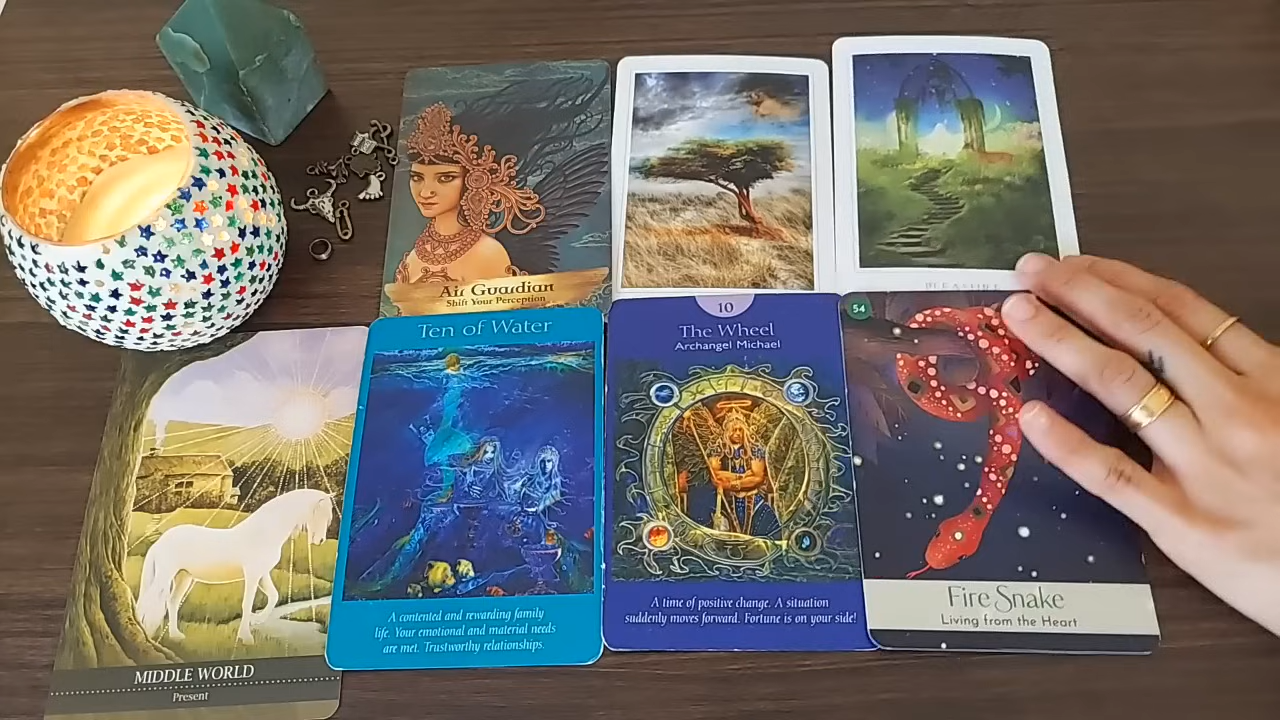 Air Guardian
Shift Your Perception
MIDDLE WORLD
Present
Ten of Water
A contented and rewarding family
life. Your emotional and material needs
are met. Trustworthy relationships.
10
The Wheel
Archangel Michael
A time of positive change. A situation
suddenly moves forward. Fortune is on your side!
54
Fire Snake
Living from the Heart